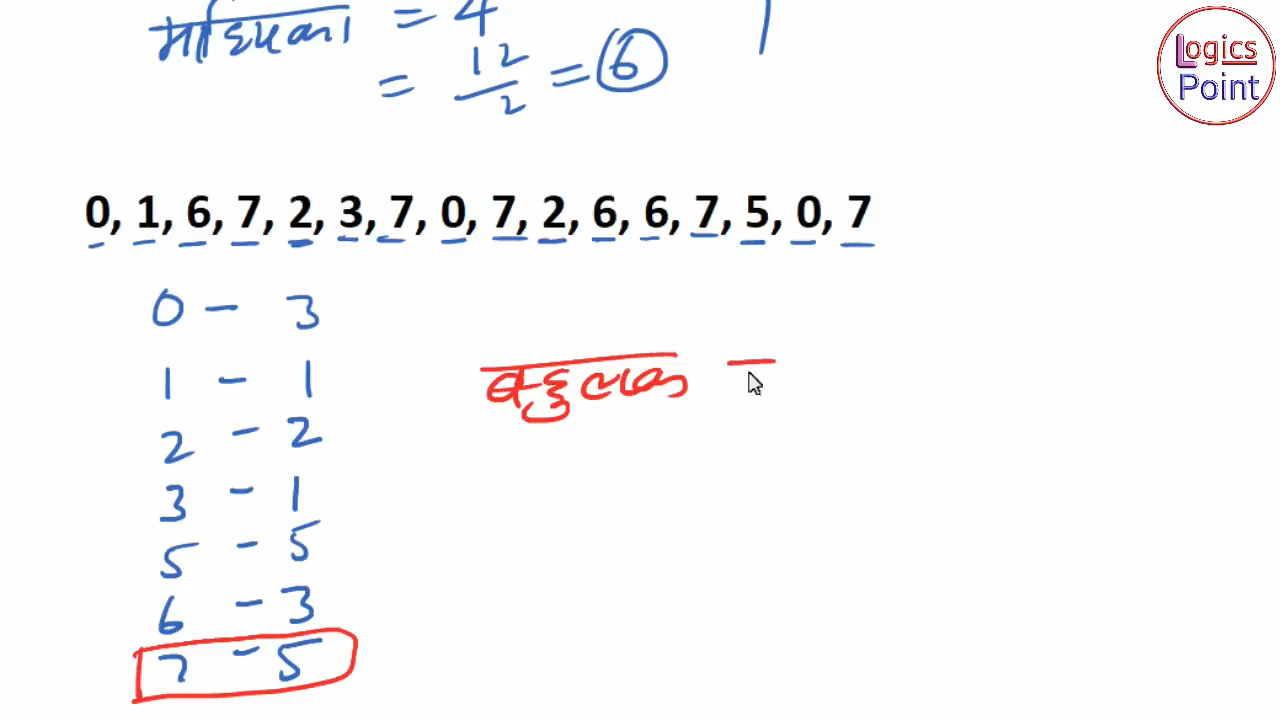 माध्यिका = 4
= 12/2 = 6
Logics
Point
0, 1, 6, 7, 2, 3, 7, 0, 7, 2, 6, 6, 7, 5, 0, 7
0 - 3
1 - 1
बहुलक
2 - 2
3 - 1
5 - 5
6 - 3
7 - 5